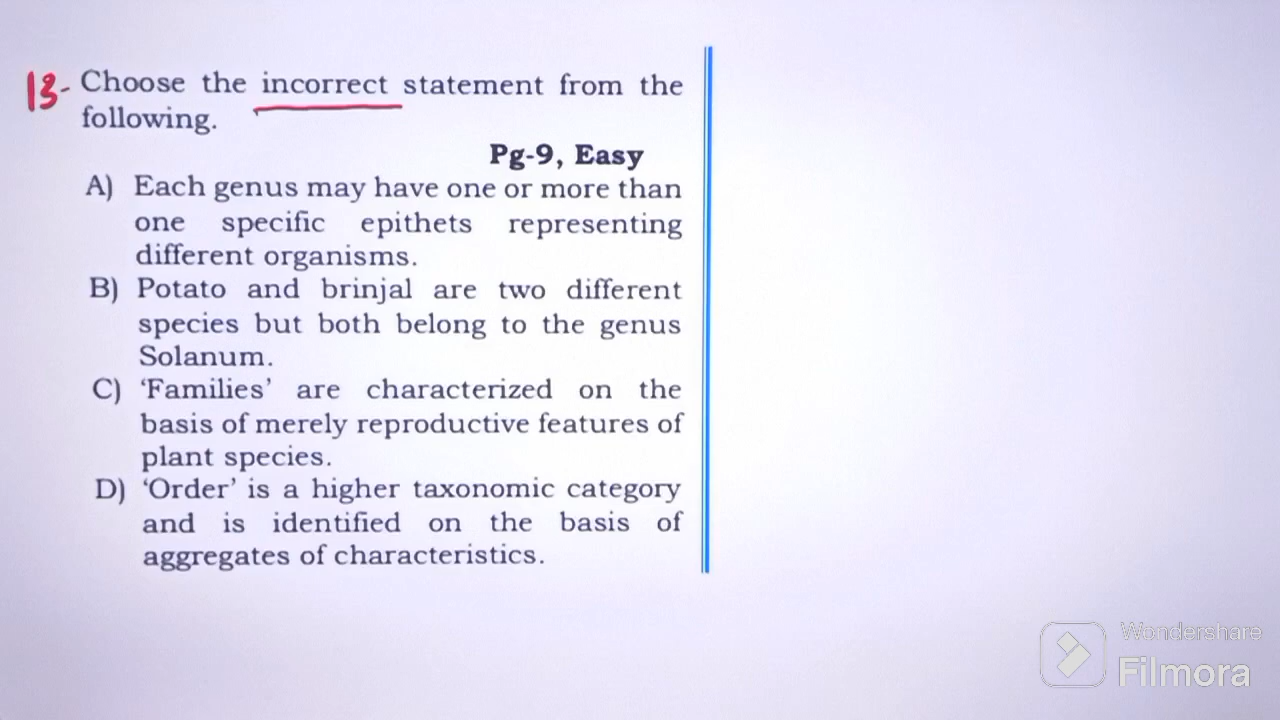 13- Choose the incorrect statement from the
following.
Pg-9, Easy
A) Each genus may have one or more than
one specific epithets representing
different organisms.
B) Potato and brinjal are two different
species but both belong to the genus
Solanum.
C) ‘Families’ are characterized on the
basis of merely reproductive features of
plant species.
D) ‘Order’ is a higher taxonomic category
and is identified on the basis of
aggregates of characteristics.
Wondershare
Filmora